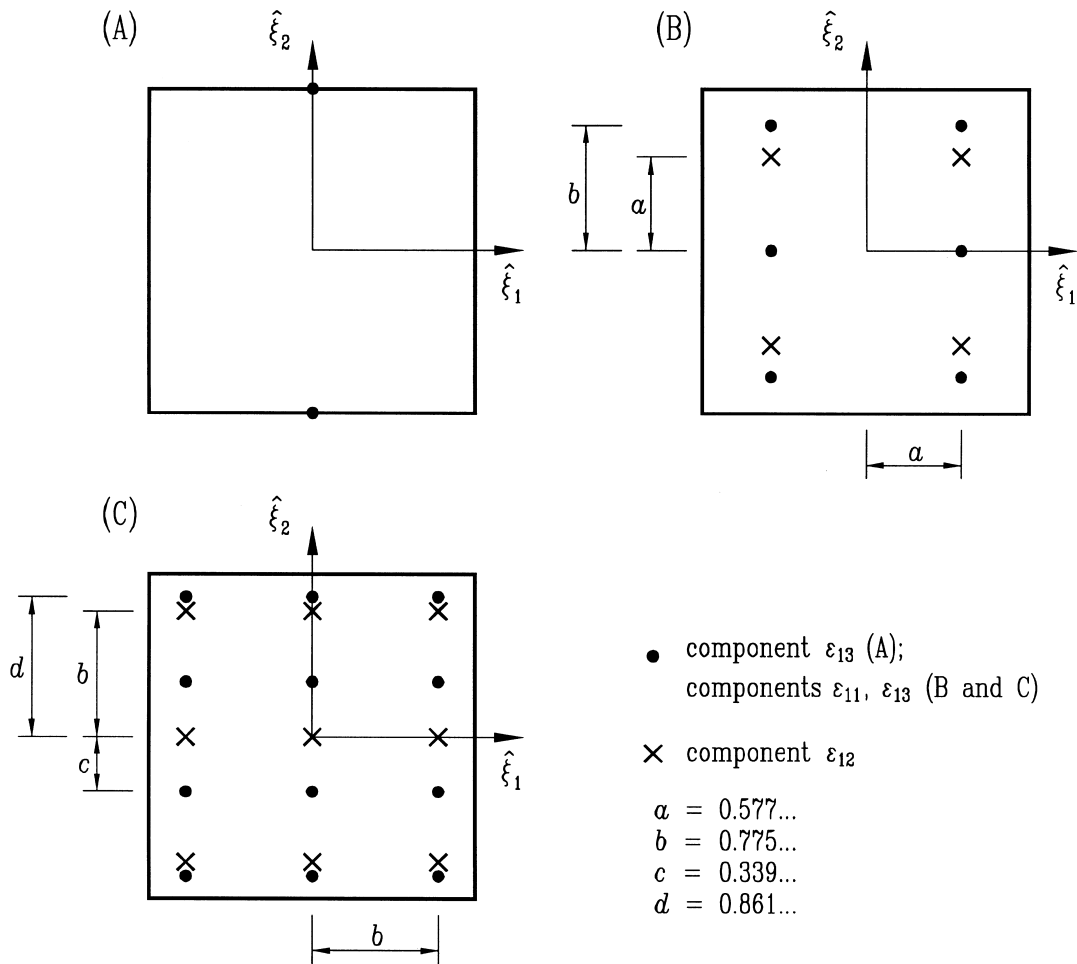 (A)
ξ̂₂
ξ̂₁
(B)
ξ̂₂
b
a
ξ̂₁
a
(C)
ξ̂₂
d
b
c
ξ̂₁
b
component ε₁₃ (A);
components ε₁₁, ε₁₃ (B and C)
component ε₁₂
a = 0.577...
b = 0.775...
c = 0.339...
d = 0.861...